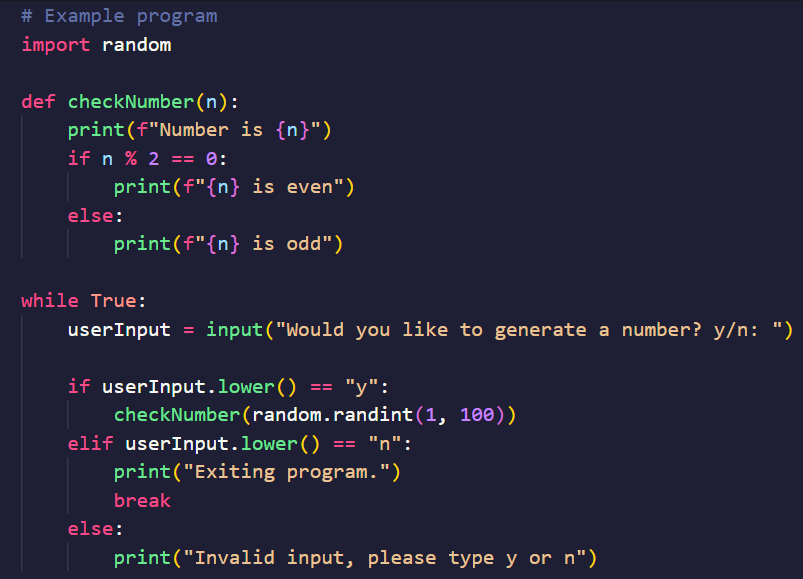 # Example program
import random

def checkNumber(n):
    print(f"Number is {n}")
    if n % 2 == 0:
        print(f"{n} is even")
    else:
        print(f"{n} is odd")

while True:
    userInput = input("Would you like to generate a number? y/n: ")

    if userInput.lower() == "y":
        checkNumber(random.randint(1, 100))
    elif userInput.lower() == "n":
        print("Exiting program.")
        break
    else:
        print("Invalid input, please type y or n")